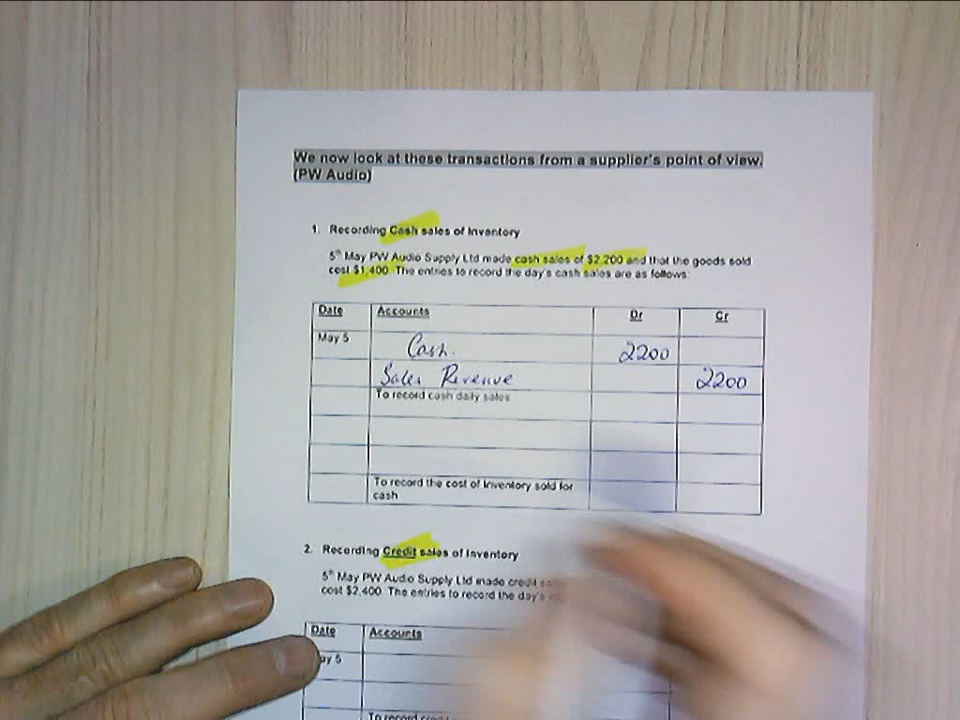 We now look at these transactions from a supplier's point of view.
(PW Audio)
1. Recording Cash sales of Inventory
5th May PW Audio Supply Ltd made cash sales of $2,200 and that the goods sold
cost $1,400. The entries to record the day's cash sales are as follows:
Date Accounts Dr Cr
May 5 Cash. 2200
Sales Revenue 2200
To record cash daily sales
To record the cost of Inventory sold for
cash
2. Recording Credit sales of Inventory
5th May PW Audio Supply Ltd made credit
cost $2,400. The entries to record the day's
Date Accounts
ay 5
To record